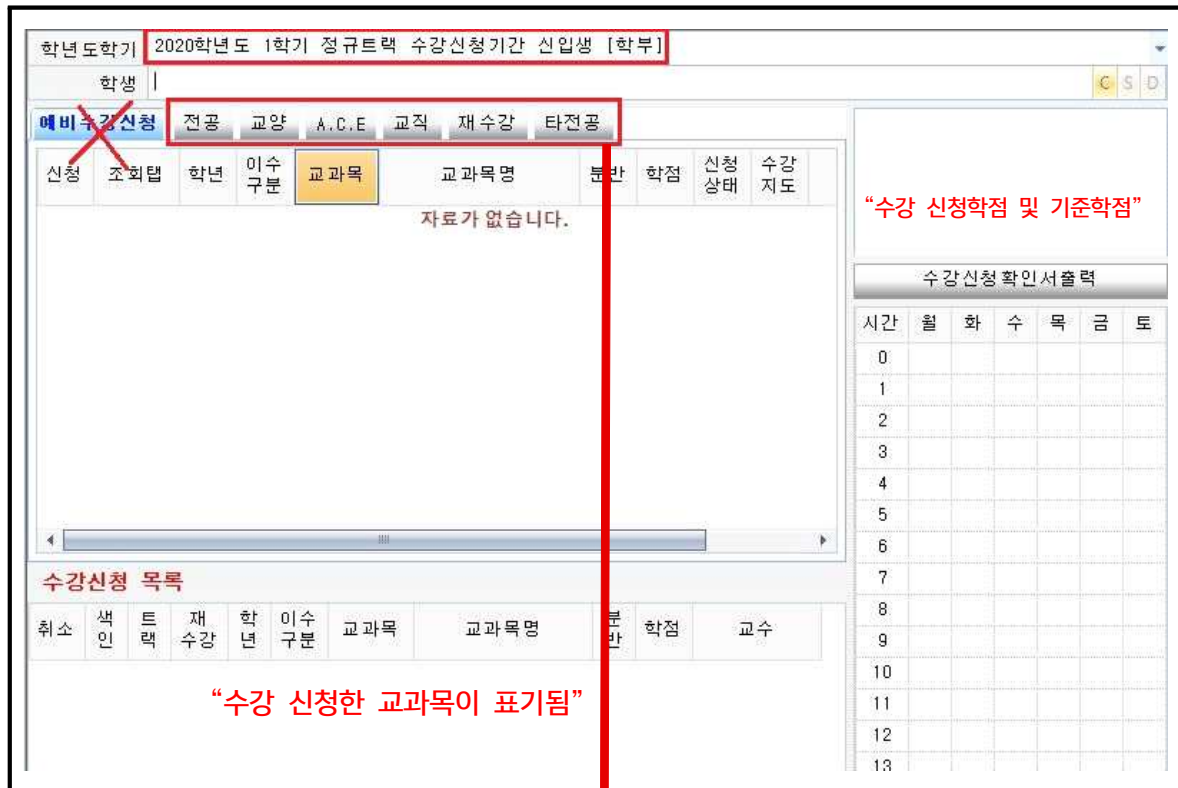 학년도학기 2020학년도 1학기 정규트랙 수강신청기간 신입생 [학부]
학생 C S D
예비수강신청 전공 교양 A.C.E 교직 재수강 타전공
신청 조회탭 학년 이수구분 교과목 교과목명 분반 학점 신청상태 수강지도
자료가 없습니다.
“수강 신청학점 및 기준학점”
수강신청확인서출력
시간 월 화 수 목 금 토
0
1
2
3
4
5
6
7
8
9
10
11
12
13
수강신청 목록
취소 색인 트랙 재수강 학년 이수구분 교과목 교과목명 분반 학점 교수
“수강 신청한 교과목이 표기됨”